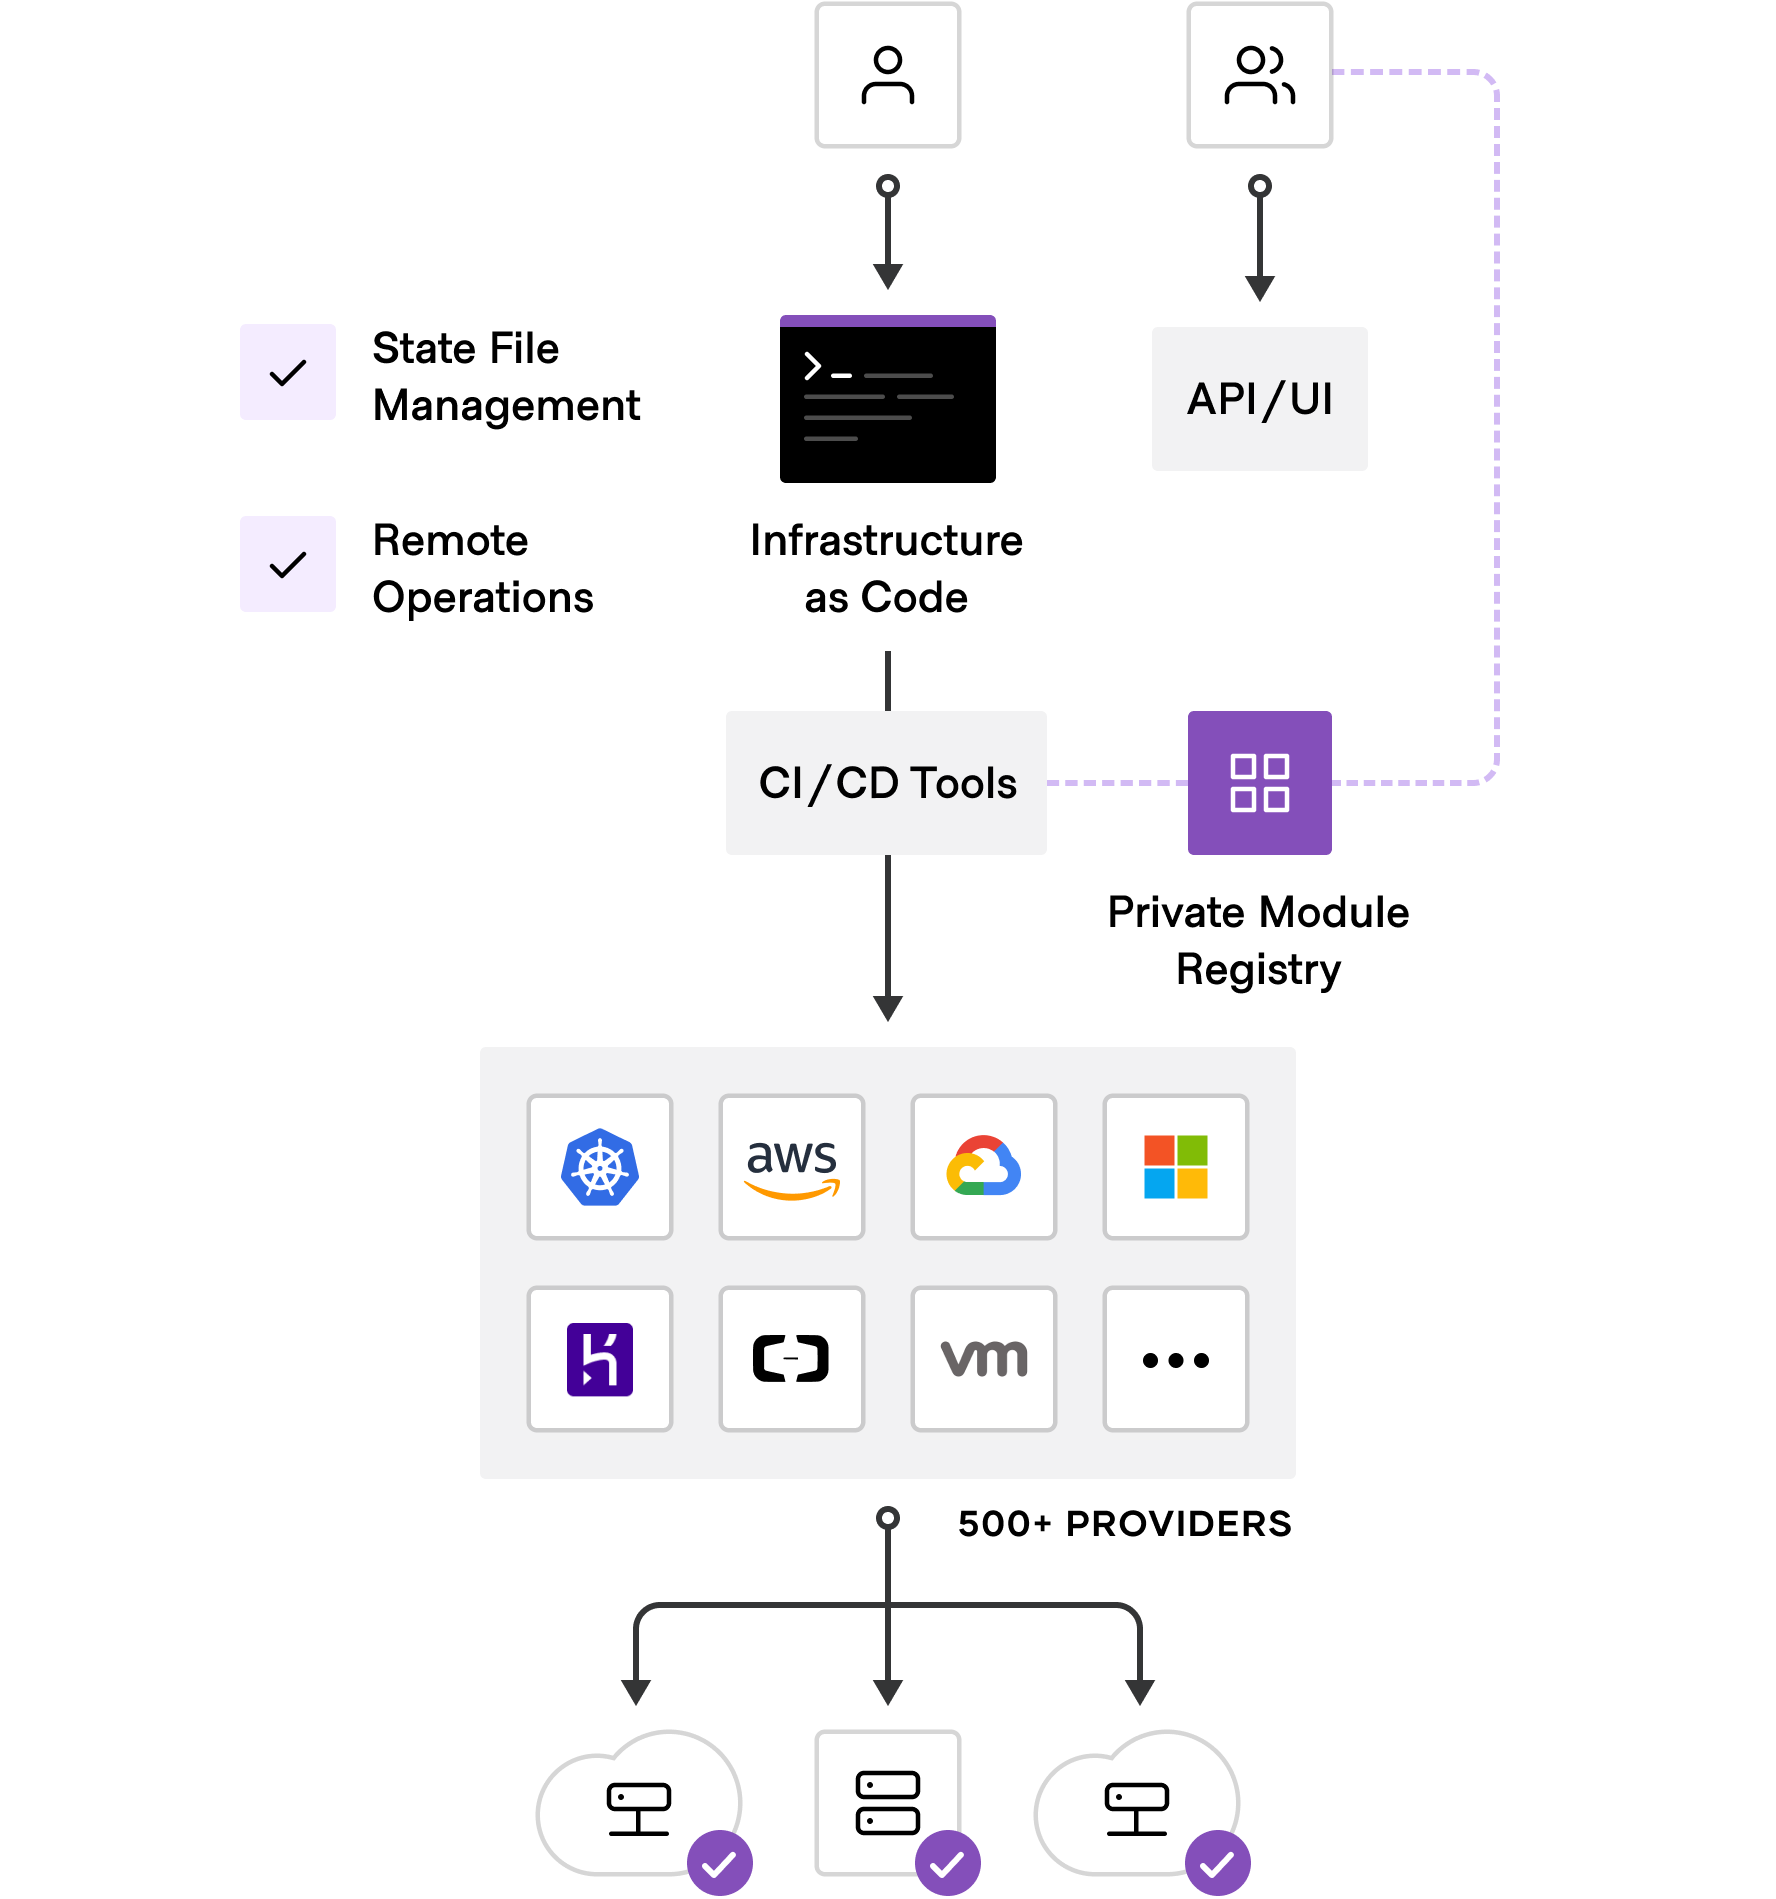 State File
Management
API/UI
Remote
Operations
Infrastructure
as Code
CI/CD Tools
Private Module
Registry
aws
vm
500+ PROVIDERS